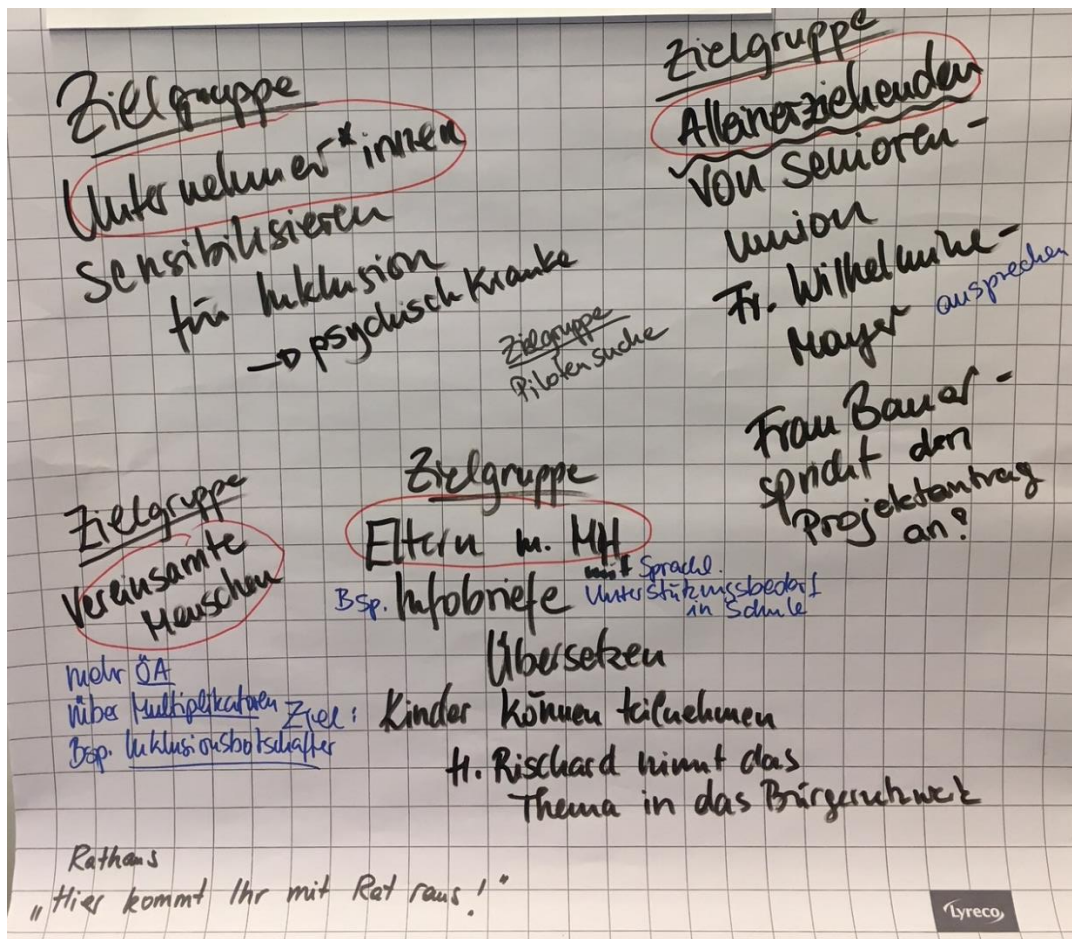 Zielgruppe
Unternehmer*innen
Sensibilisieren
für Inklusion
→ psychisch Kranke
Zielgruppe
Pilotensuche
Zielgruppe
Alleinerziehenden
von Senioren-
union
Fr. Wilhelmine-
Mayer ansprechen
Frau Bauer -
spricht den
Projektantrag
an?
Zielgruppe
Vereinsamte
Menschen
mehr ÖA
über Multiplikatoren
Bsp. Inklusionsbotschafter
Zielgruppe
Eltern m. MH
mit Sprachl.
Bsp. Infobriefe Unterstützungsbedarf
in Schule
Übersetzen
Ziel: Kinder können teilnehmen
H. Rischard nimmt das
Thema in das Bürgernetzwerk
Rathaus
„Hier kommt Ihr mit Rat raus!"
Lyreco